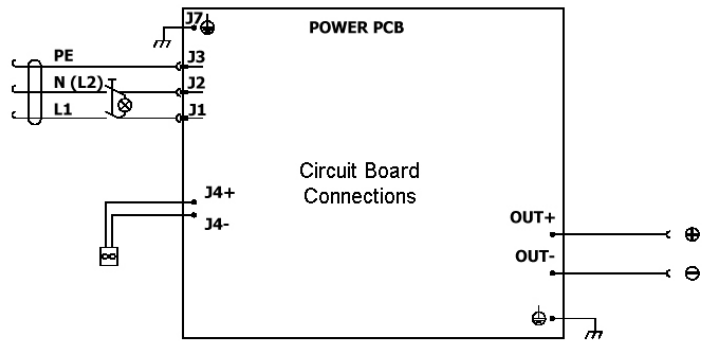 J7
POWER PCB
PE
J3
N (L2)
J2
L1
J1
Circuit Board
Connections
J4+
J4-
OUT+
OUT-